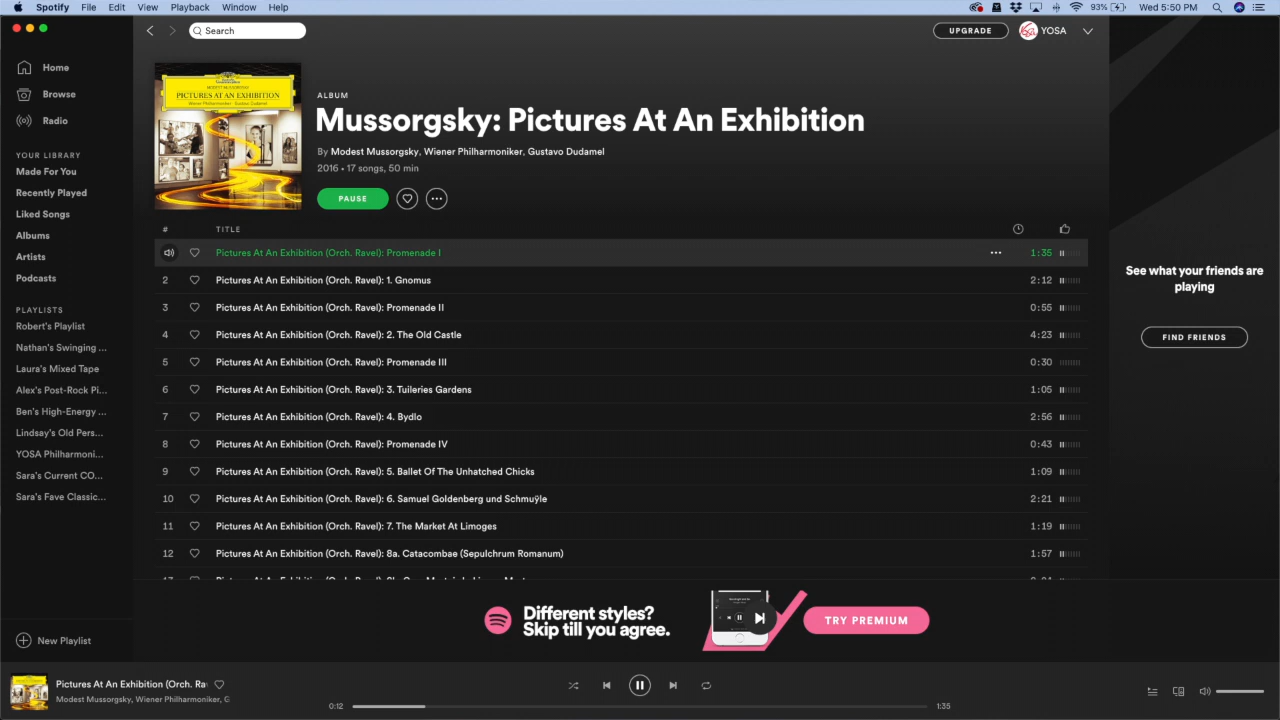 Spotify File Edit View Playback Window Help
93% Wed 5:50 PM
Search
UPGRADE YOSA
Home
Browse
Radio
YOUR LIBRARY
Made For You
Recently Played
Liked Songs
Albums
Artists
Podcasts
PLAYLISTS
Robert's Playlist
Nathan's Swinging ...
Laura's Mixed Tape
Alex's Post-Rock Pi...
Ben's High-Energy ...
Lindsay's Old Pers...
YOSA Philharmoni...
Sara's Current CO...
Sara's Fave Classic...
New Playlist
MODEST MUSSORGSKY
PICTURES AT AN EXHIBITION
Wiener Philharmoniker · Gustavo Dudamel
ALBUM
Mussorgsky: Pictures At An Exhibition
By Modest Mussorgsky, Wiener Philharmoniker, Gustavo Dudamel
2016 • 17 songs, 50 min
PAUSE
# TITLE
Pictures At An Exhibition (Orch. Ravel): Promenade I 1:35
2 Pictures At An Exhibition (Orch. Ravel): 1. Gnomus 2:12
3 Pictures At An Exhibition (Orch. Ravel): Promenade II 0:55
4 Pictures At An Exhibition (Orch. Ravel): 2. The Old Castle 4:23
5 Pictures At An Exhibition (Orch. Ravel): Promenade III 0:30
6 Pictures At An Exhibition (Orch. Ravel): 3. Tuileries Gardens 1:05
7 Pictures At An Exhibition (Orch. Ravel): 4. Bydlo 2:56
8 Pictures At An Exhibition (Orch. Ravel): Promenade IV 0:43
9 Pictures At An Exhibition (Orch. Ravel): 5. Ballet Of The Unhatched Chicks 1:09
10 Pictures At An Exhibition (Orch. Ravel): 6. Samuel Goldenberg und Schmuÿle 2:21
11 Pictures At An Exhibition (Orch. Ravel): 7. The Market At Limoges 1:19
12 Pictures At An Exhibition (Orch. Ravel): 8a. Catacombae (Sepulchrum Romanum) 1:57
See what your friends are
playing
FIND FRIENDS
Different styles?
Skip till you agree.
TRY PREMIUM
Pictures At An Exhibition (Orch. Ra
Modest Mussorgsky, Wiener Philharmoniker, G
0:12 1:35